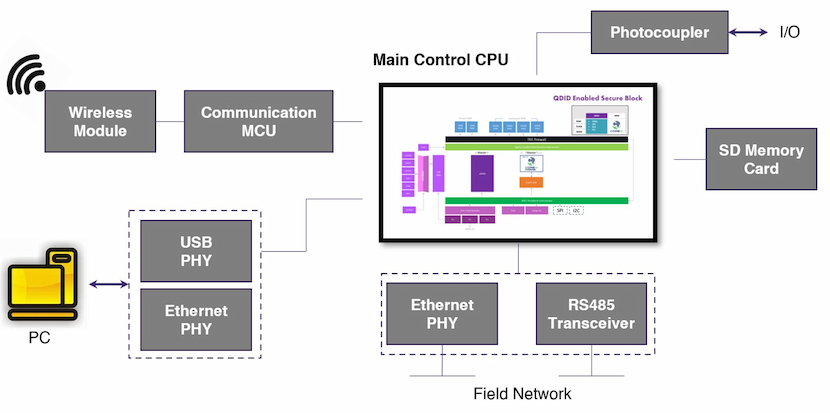 Photocoupler
I/O
Main Control CPU
QDID Enabled Secure Block
Wireless
Module
Communication
MCU
SD Memory
Card
SPI
I2C
USB
PHY
Ethernet
PHY
PC
Ethernet
PHY
RS485
Transceiver
Field Network